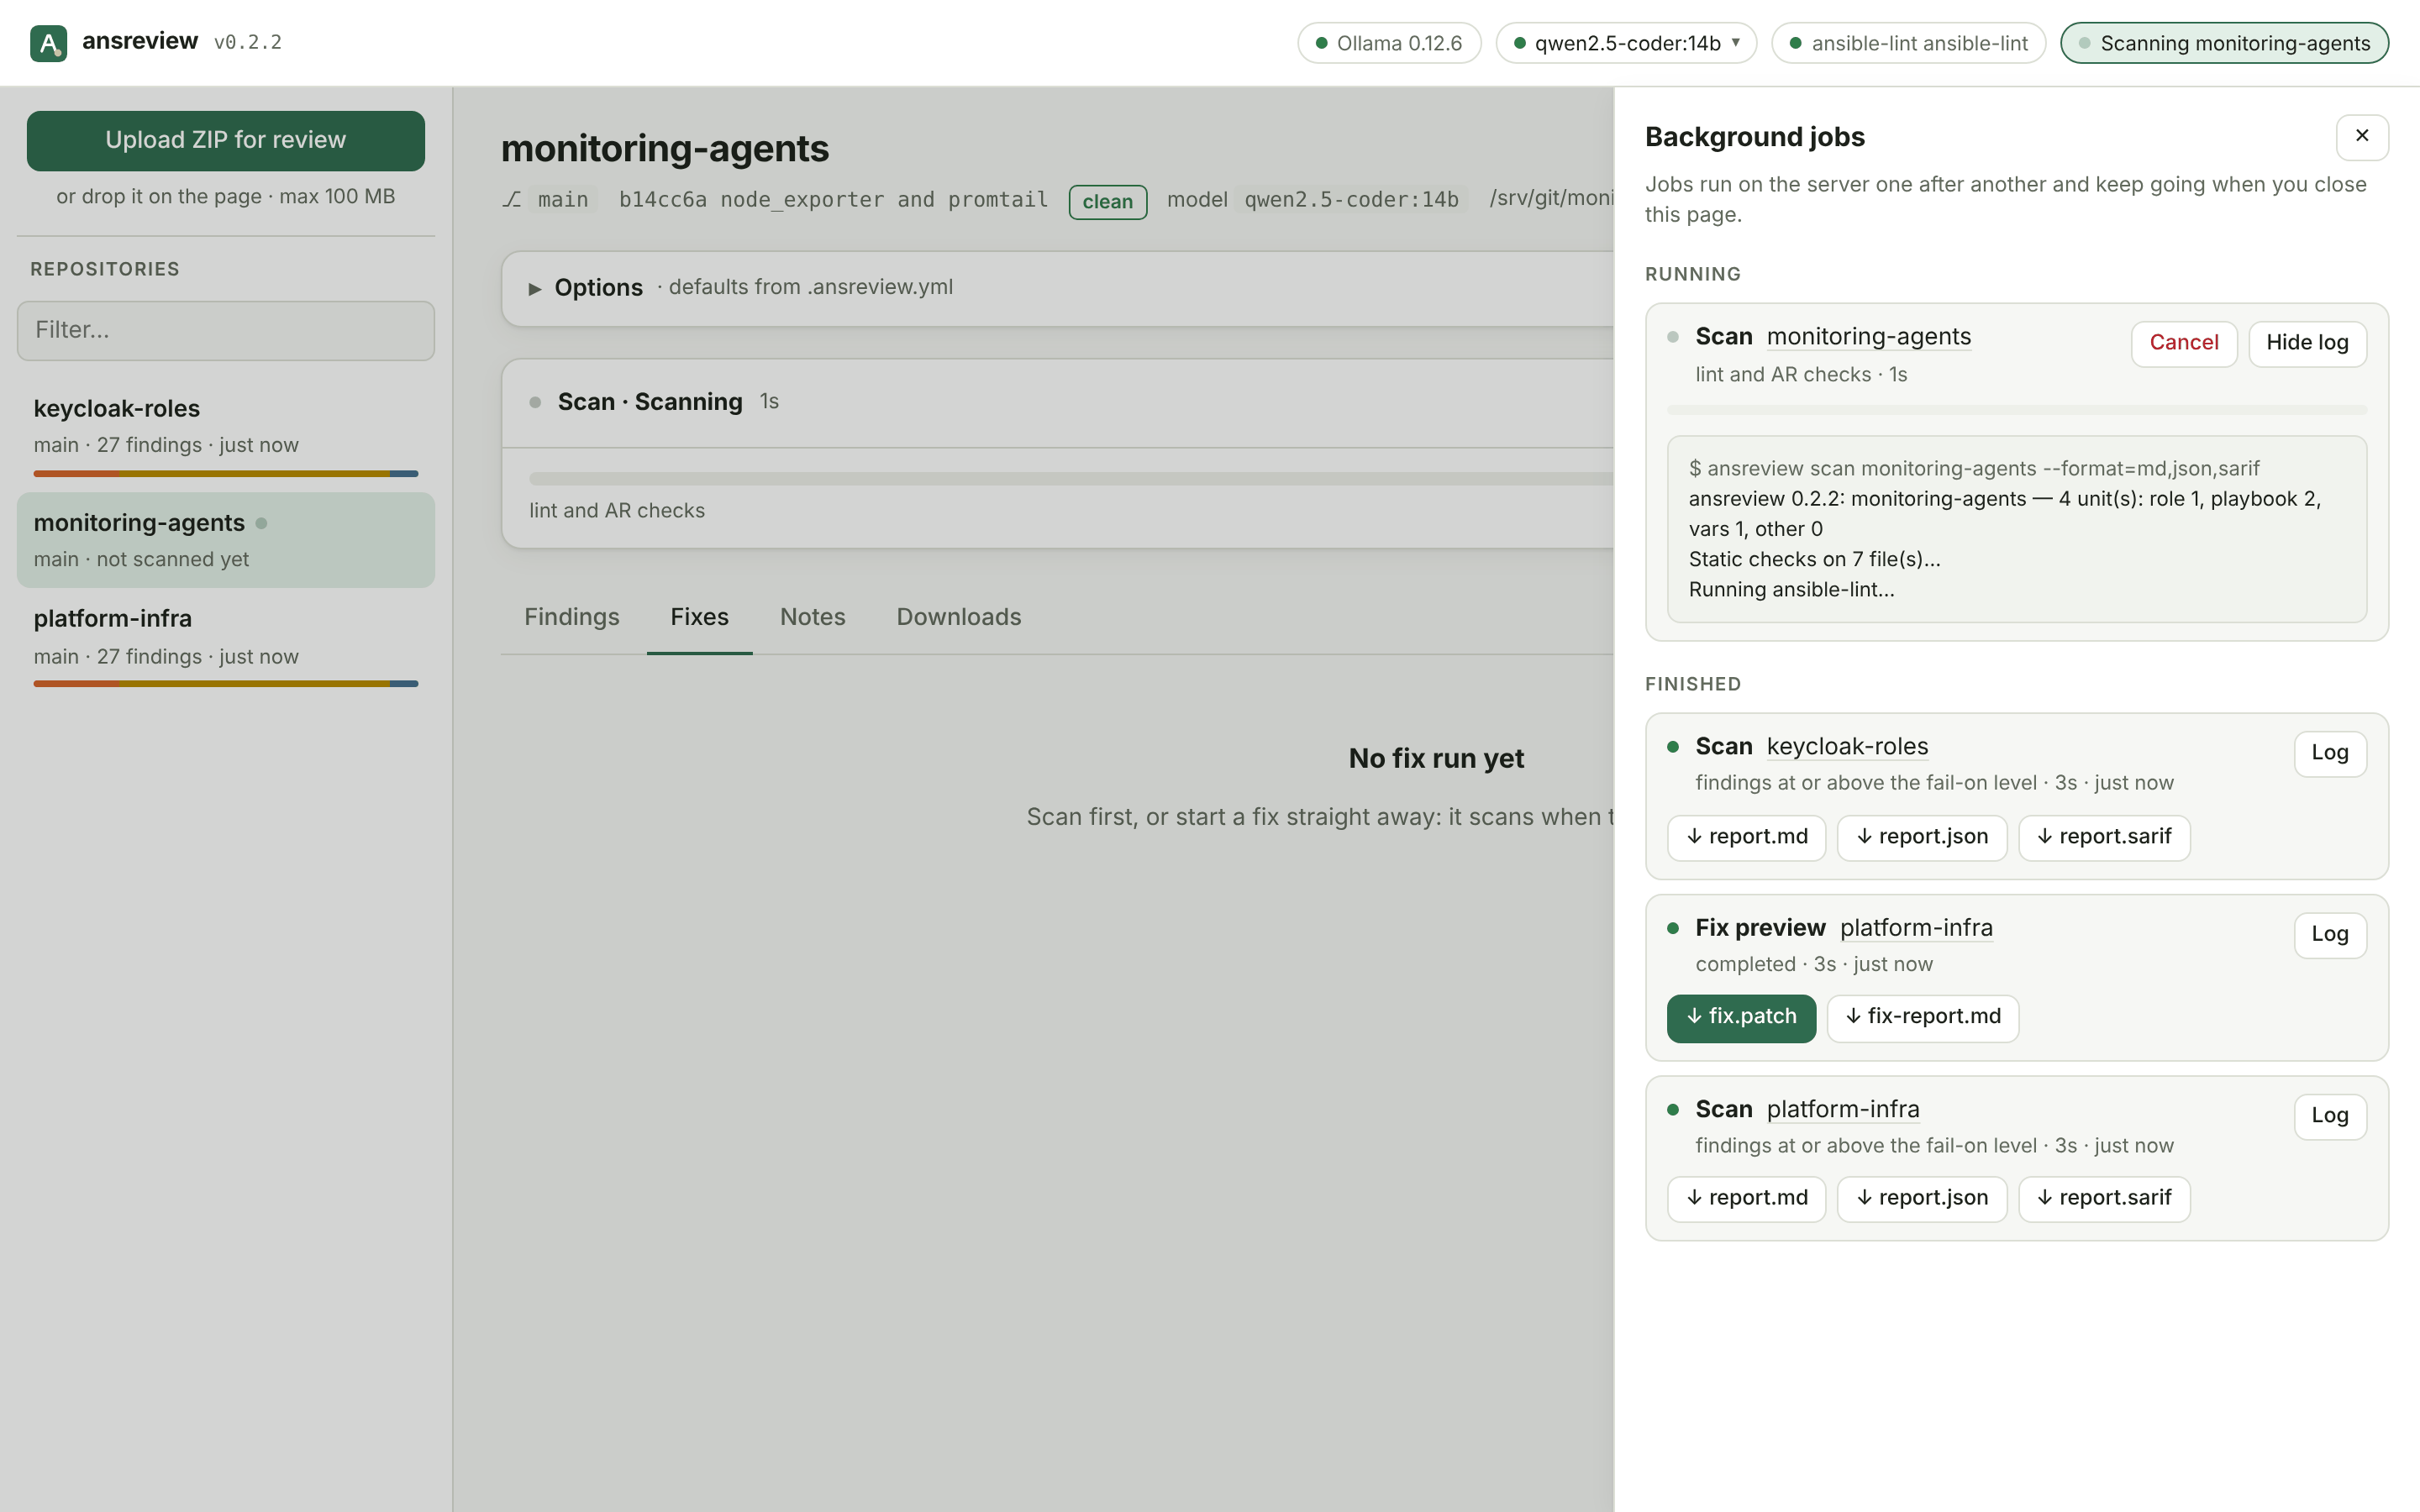 ansreview v0.2.2
Ollama 0.12.6
qwen2.5-coder:14b ▾
ansible-lint ansible-lint
Scanning monitoring-agents
Upload ZIP for review
or drop it on the page · max 100 MB
REPOSITORIES
Filter...
keycloak-roles
main · 27 findings · just now
monitoring-agents
main · not scanned yet
platform-infra
main · 27 findings · just now
monitoring-agents
⎇ main b14cc6a node_exporter and promtail clean model qwen2.5-coder:14b /srv/git/moni
▶ Options · defaults from .ansreview.yml
Scan · Scanning 1s
lint and AR checks
Findings Fixes Notes Downloads
No fix run yet
Scan first, or start a fix straight away: it scans when t
Background jobs
×
Jobs run on the server one after another and keep going when you close
this page.
RUNNING
Scan monitoring-agents
Cancel Hide log
lint and AR checks · 1s
$ ansreview scan monitoring-agents --format=md,json,sarif
ansreview 0.2.2: monitoring-agents — 4 unit(s): role 1, playbook 2,
vars 1, other 0
Static checks on 7 file(s)...
Running ansible-lint...
FINISHED
Scan keycloak-roles
Log
findings at or above the fail-on level · 3s · just now
↓ report.md ↓ report.json ↓ report.sarif
Fix preview platform-infra
Log
completed · 3s · just now
↓ fix.patch ↓ fix-report.md
Scan platform-infra
Log
findings at or above the fail-on level · 3s · just now
↓ report.md ↓ report.json ↓ report.sarif